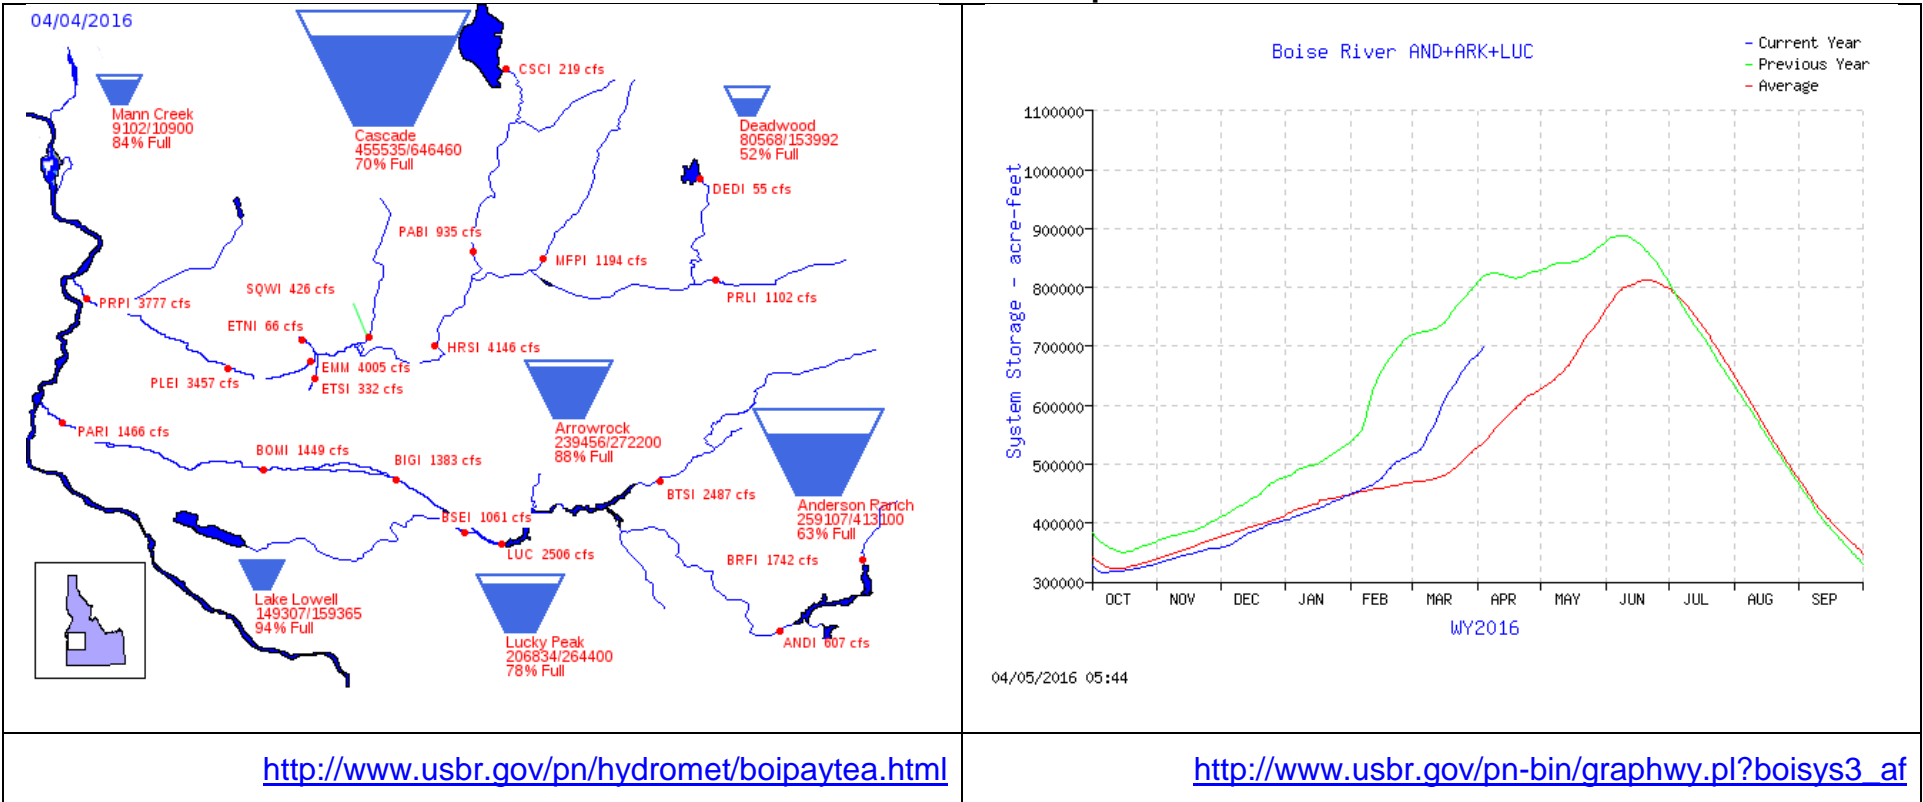 04/04/2016
Mann Creek
9102/10900
84% Full
Cascade
455535/646460
70% Full
CSCI 219 cfs
Deadwood
80568/153992
52% Full
DEDI 55 cfs
PABI 935 cfs
MFPI 1194 cfs
PRLI 1102 cfs
SQWI 426 cfs
PRPI 3777 cfs
ETNI 66 cfs
HRSI 4146 cfs
EMM 4005 cfs
PLEI 3457 cfs
ETSI 332 cfs
Arrowrock
239456/272200
88% Full
PARI 1466 cfs
BOMI 1449 cfs
BIGI 1383 cfs
BTSI 2487 cfs
Anderson Ranch
259107/413100
63% Full
BSEI 1061 cfs
LUC 2506 cfs
BRFI 1742 cfs
Lake Lowell
149307/159365
94% Full
Lucky Peak
206834/264400
78% Full
ANDI 607 cfs
http://www.usbr.gov/pn/hydromet/boipaytea.html
Boise River AND+ARK+LUC
Current Year
Previous Year
Average
System Storage - acre-feet
1100000
1000000
900000
800000
700000
600000
500000
400000
300000
OCT NOV DEC JAN FEB MAR APR MAY JUN JUL AUG SEP
WY2016
04/05/2016 05:44
http://www.usbr.gov/pn-bin/graphwy.pl?boisys3_af